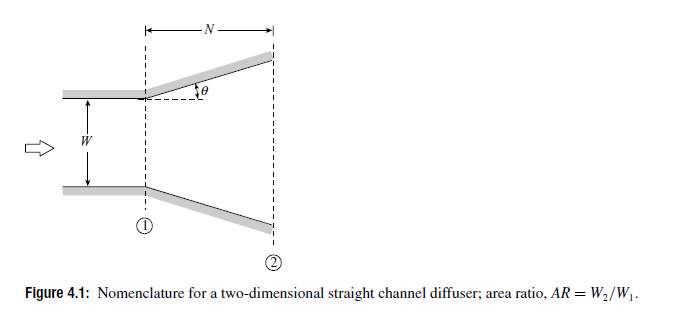 N
θ
W
1
2
Figure 4.1: Nomenclature for a two-dimensional straight channel diffuser; area ratio, AR = W₂/W₁.